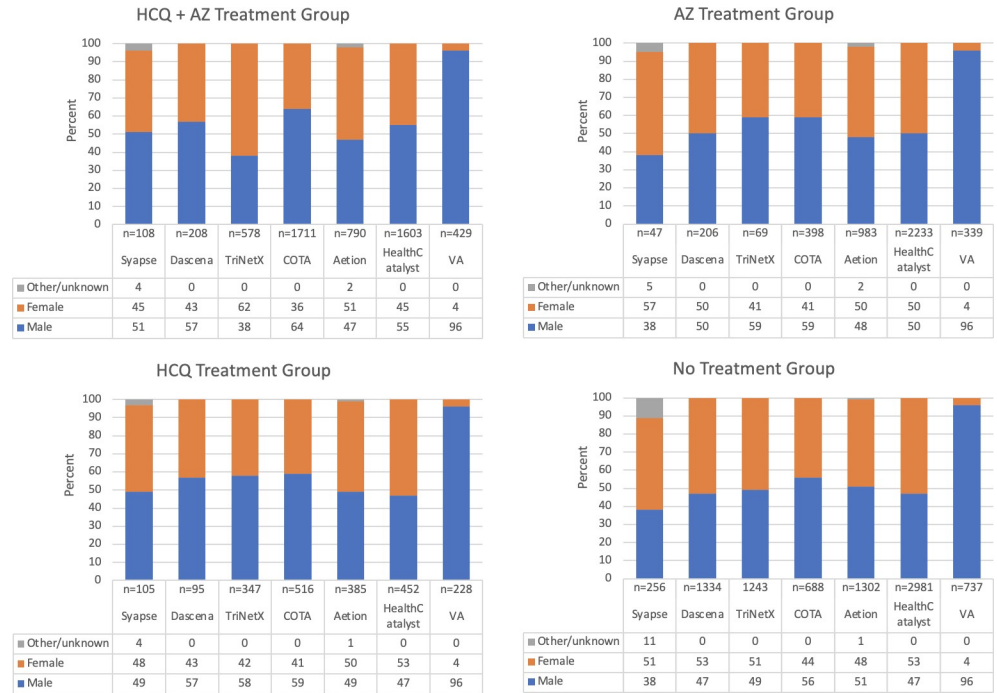 HCQ + AZ Treatment Group
Percent
100
90
80
70
60
50
40
30
20
10
0
n=108 n=208 n=578 n=1711 n=790 n=1603 n=429
Syapse Dascena TriNetX COTA Aetion HealthC VA
atalyst
Other/unknown 4 0 0 0 2 0 0
Female 45 43 62 36 51 45 4
Male 51 57 38 64 47 55 96
AZ Treatment Group
Percent
100
90
80
70
60
50
40
30
20
10
0
n=47 n=206 n=69 n=398 n=983 n=2233 n=339
Syapse Dascena TriNetX COTA Aetion HealthC VA
atalyst
Other/unknown 5 0 0 0 2 0 0
Female 57 50 41 41 50 50 4
Male 38 50 59 59 48 50 96
HCQ Treatment Group
Percent
100
90
80
70
60
50
40
30
20
10
0
n=105 n=95 n=347 n=516 n=385 n=452 n=228
Syapse Dascena TriNetX COTA Aetion HealthC VA
atalyst
Other/unknown 4 0 0 0 1 0 0
Female 48 43 42 41 50 53 4
Male 49 57 58 59 49 47 96
No Treatment Group
Percent
100
90
80
70
60
50
40
30
20
10
0
n=256 n=1334 1243 n=688 n=1302 n=2981 n=737
Syapse Dascena TriNetX COTA Aetion HealthC VA
atalyst
Other/unknown 11 0 0 0 1 0 0
Female 51 53 51 44 48 53 4
Male 38 47 49 56 51 47 96